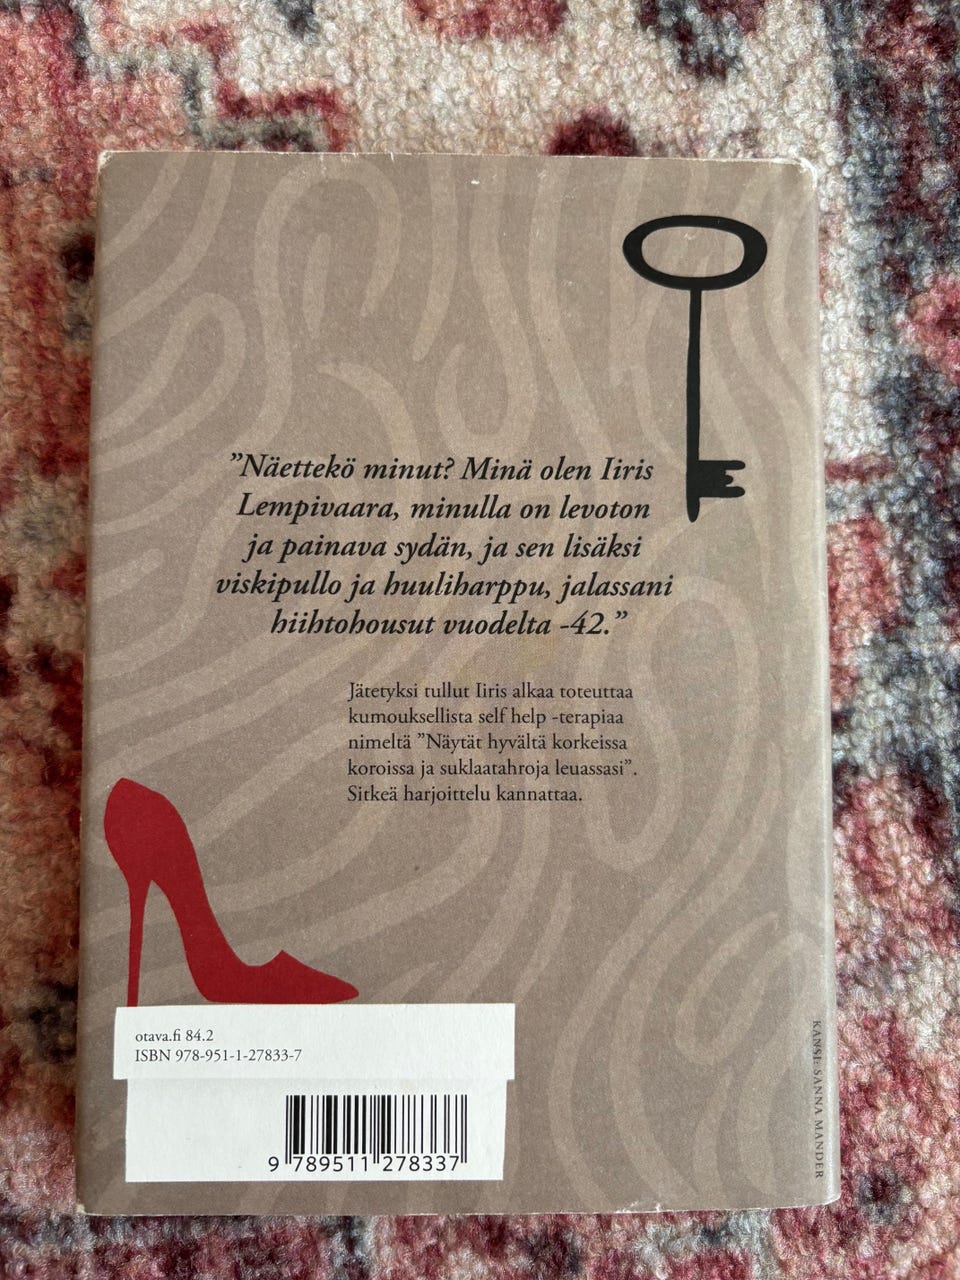 ”Näettekö minut? Minä olen Iiris
Lempivaara, minulla on levoton
ja painava sydän, ja sen lisäksi
viskipullo ja huuliharppu, jalassani
hiihtohousut vuodelta -42.”
Jätetyksi tullut Iiris alkaa toteuttaa
kumouksellista self help -terapiaa
nimeltä ”Näytät hyvältä korkeissa
koroissa ja suklaatahroja leuassasi”.
Sitkeä harjoittelu kannattaa.
otava.fi 84.2
ISBN 978-951-1-27833-7
9 789511 278337
KANSI: SANNA MANDER